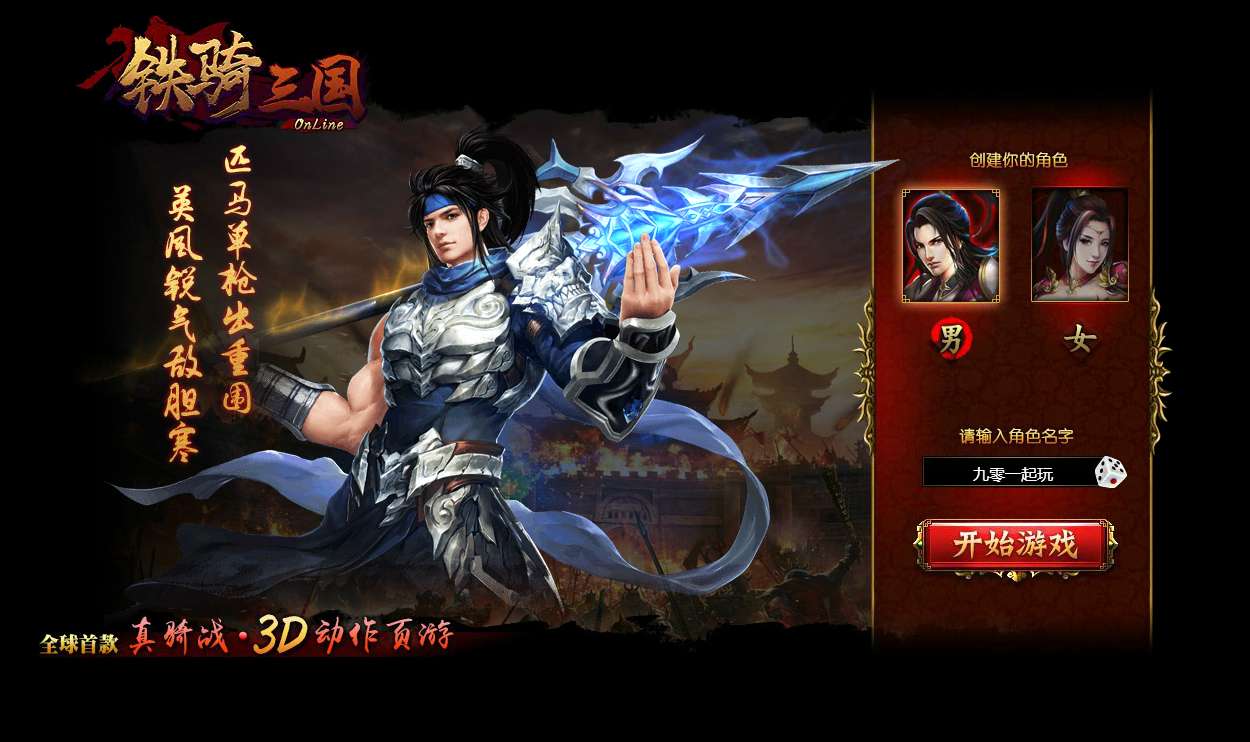 铁骑三国
OnLine
匹马单枪出重围
英风锐气敌胆寒
创建你的角色
男
女
请输入角色名字
九零一起玩
开始游戏
全球首款 真骑战·3D动作页游